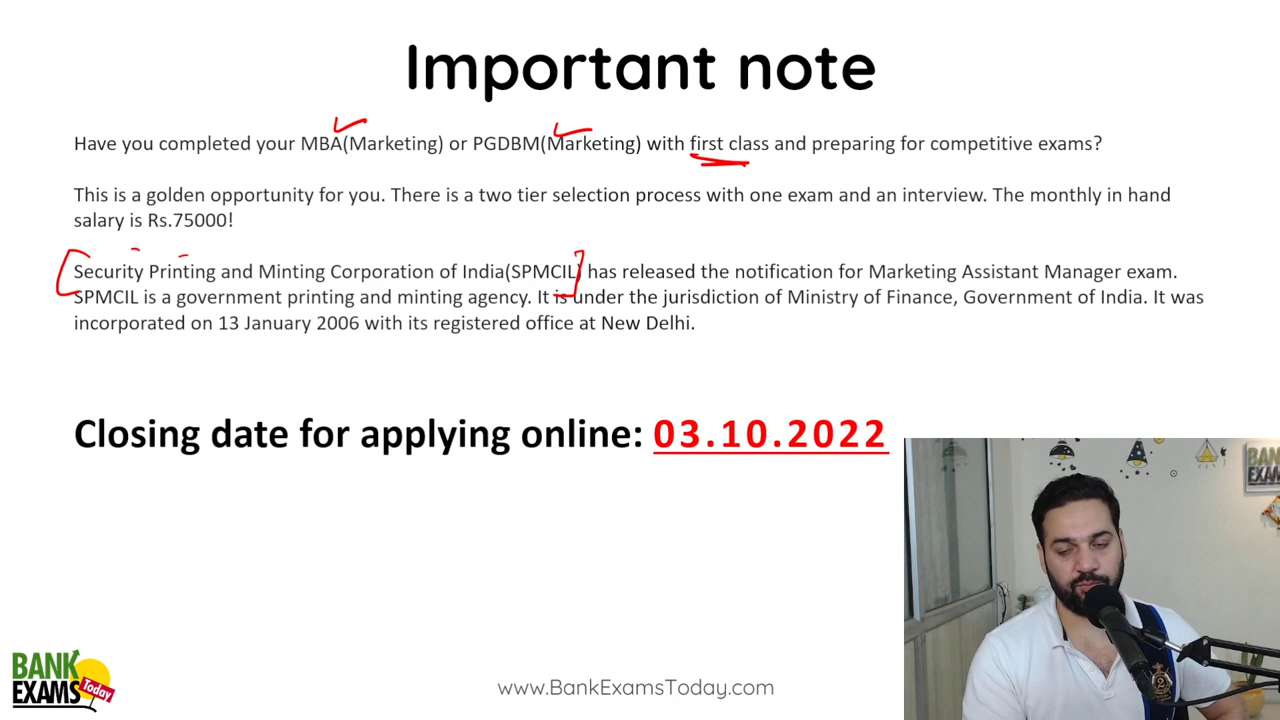 Important note
Have you completed your MBA(Marketing) or PGDBM(Marketing) with first class and preparing for competitive exams?
This is a golden opportunity for you. There is a two tier selection process with one exam and an interview. The monthly in hand
salary is Rs.75000!
Security Printing and Minting Corporation of India(SPMCIL) has released the notification for Marketing Assistant Manager exam.
SPMCIL is a government printing and minting agency. It is under the jurisdiction of Ministry of Finance, Government of India. It was
incorporated on 13 January 2006 with its registered office at New Delhi.
Closing date for applying online: 03.10.2022
BANK
EXAM
BANK
EXAMS
Today
www.BankExamsToday.com